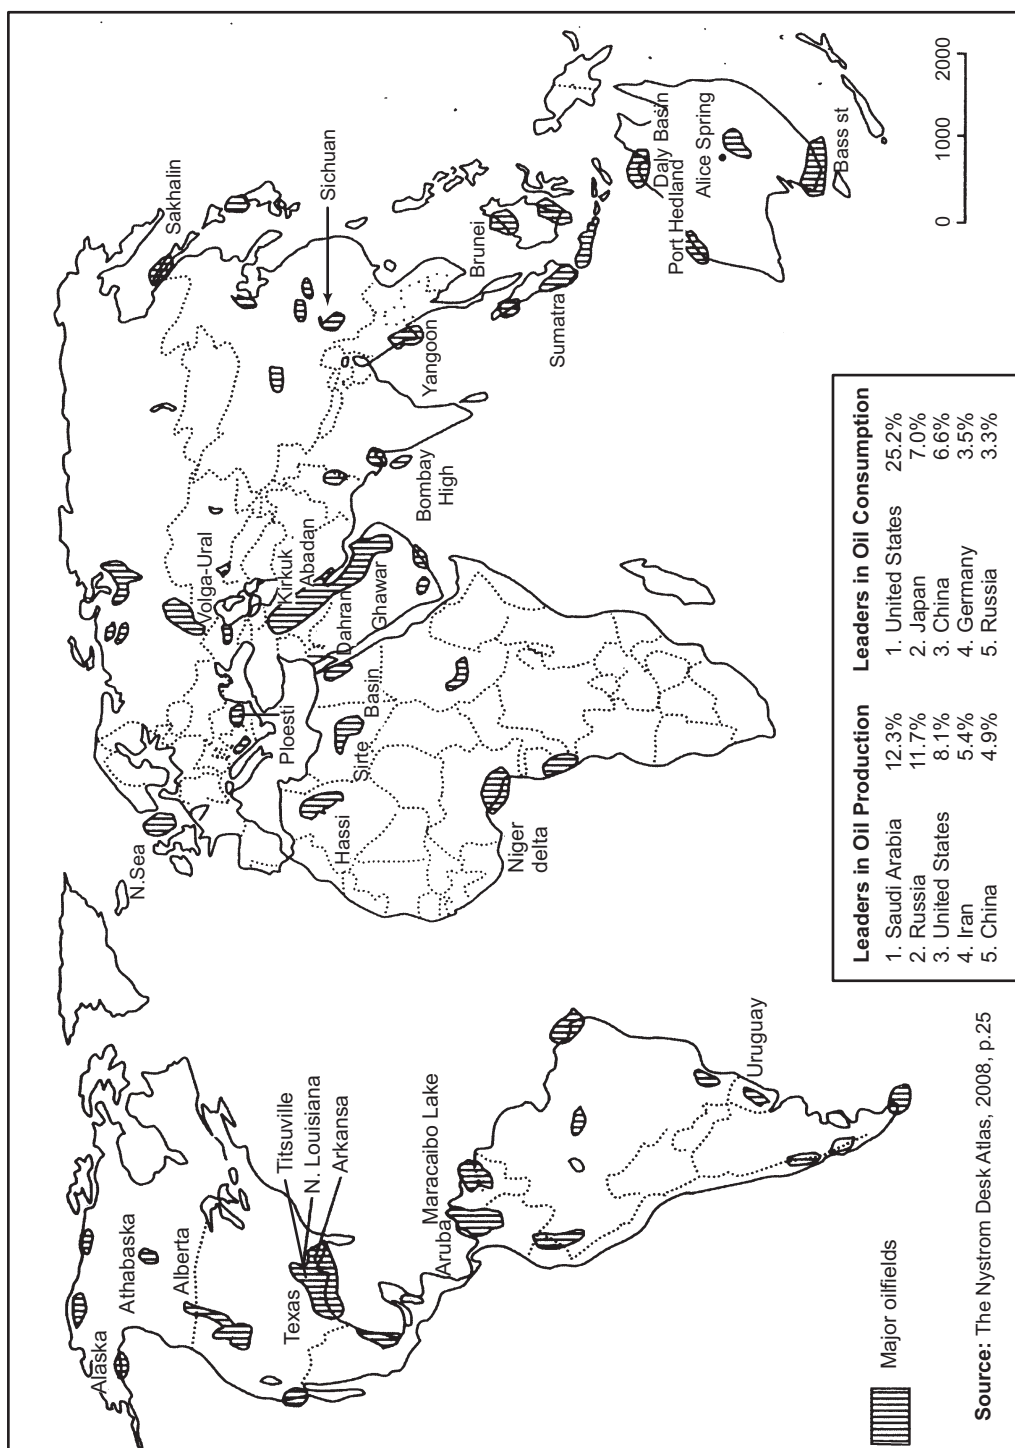 Alaska
Athabaska
Alberta
Texas
Titsuville
N. Louisiana
Arkansa
Aruba
Maracaibo Lake
Uruguay
N.Sea
Ploesti
Hassi
Sirte
Basin
Niger
delta
Volga-Ural
Kirkuk
Abadan
Dahran
Ghawar
Bombay
High
Sakhalin
Sichuan
Yangoon
Brunei
Sumatra
Daly Basin
Port Hedland
Alice Spring
Bass st
0 1000 2000
Major oilfields
Source: The Nystrom Desk Atlas, 2008, p.25
Leaders in Oil Production Leaders in Oil Consumption
1. Saudi Arabia 12.3% 1. United States 25.2%
2. Russia 11.7% 2. Japan 7.0%
3. United States 8.1% 3. China 6.6%
4. Iran 5.4% 4. Germany 3.5%
5. China 4.9% 5. Russia 3.3%